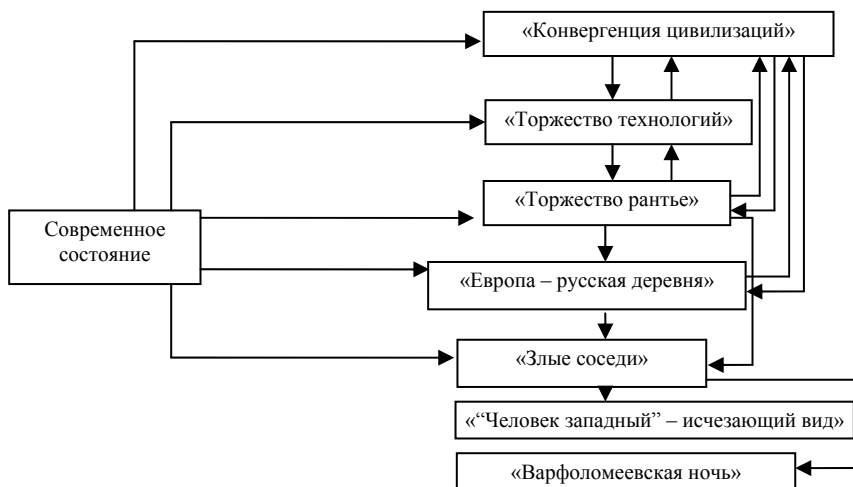 «Конвергенция цивилизаций»
«Торжество технологий»
«Торжество рантье»
Современное
состояние
«Европа – русская деревня»
«Злые соседи»
«“Человек западный” – исчезающий вид»
«Варфоломеевская ночь»